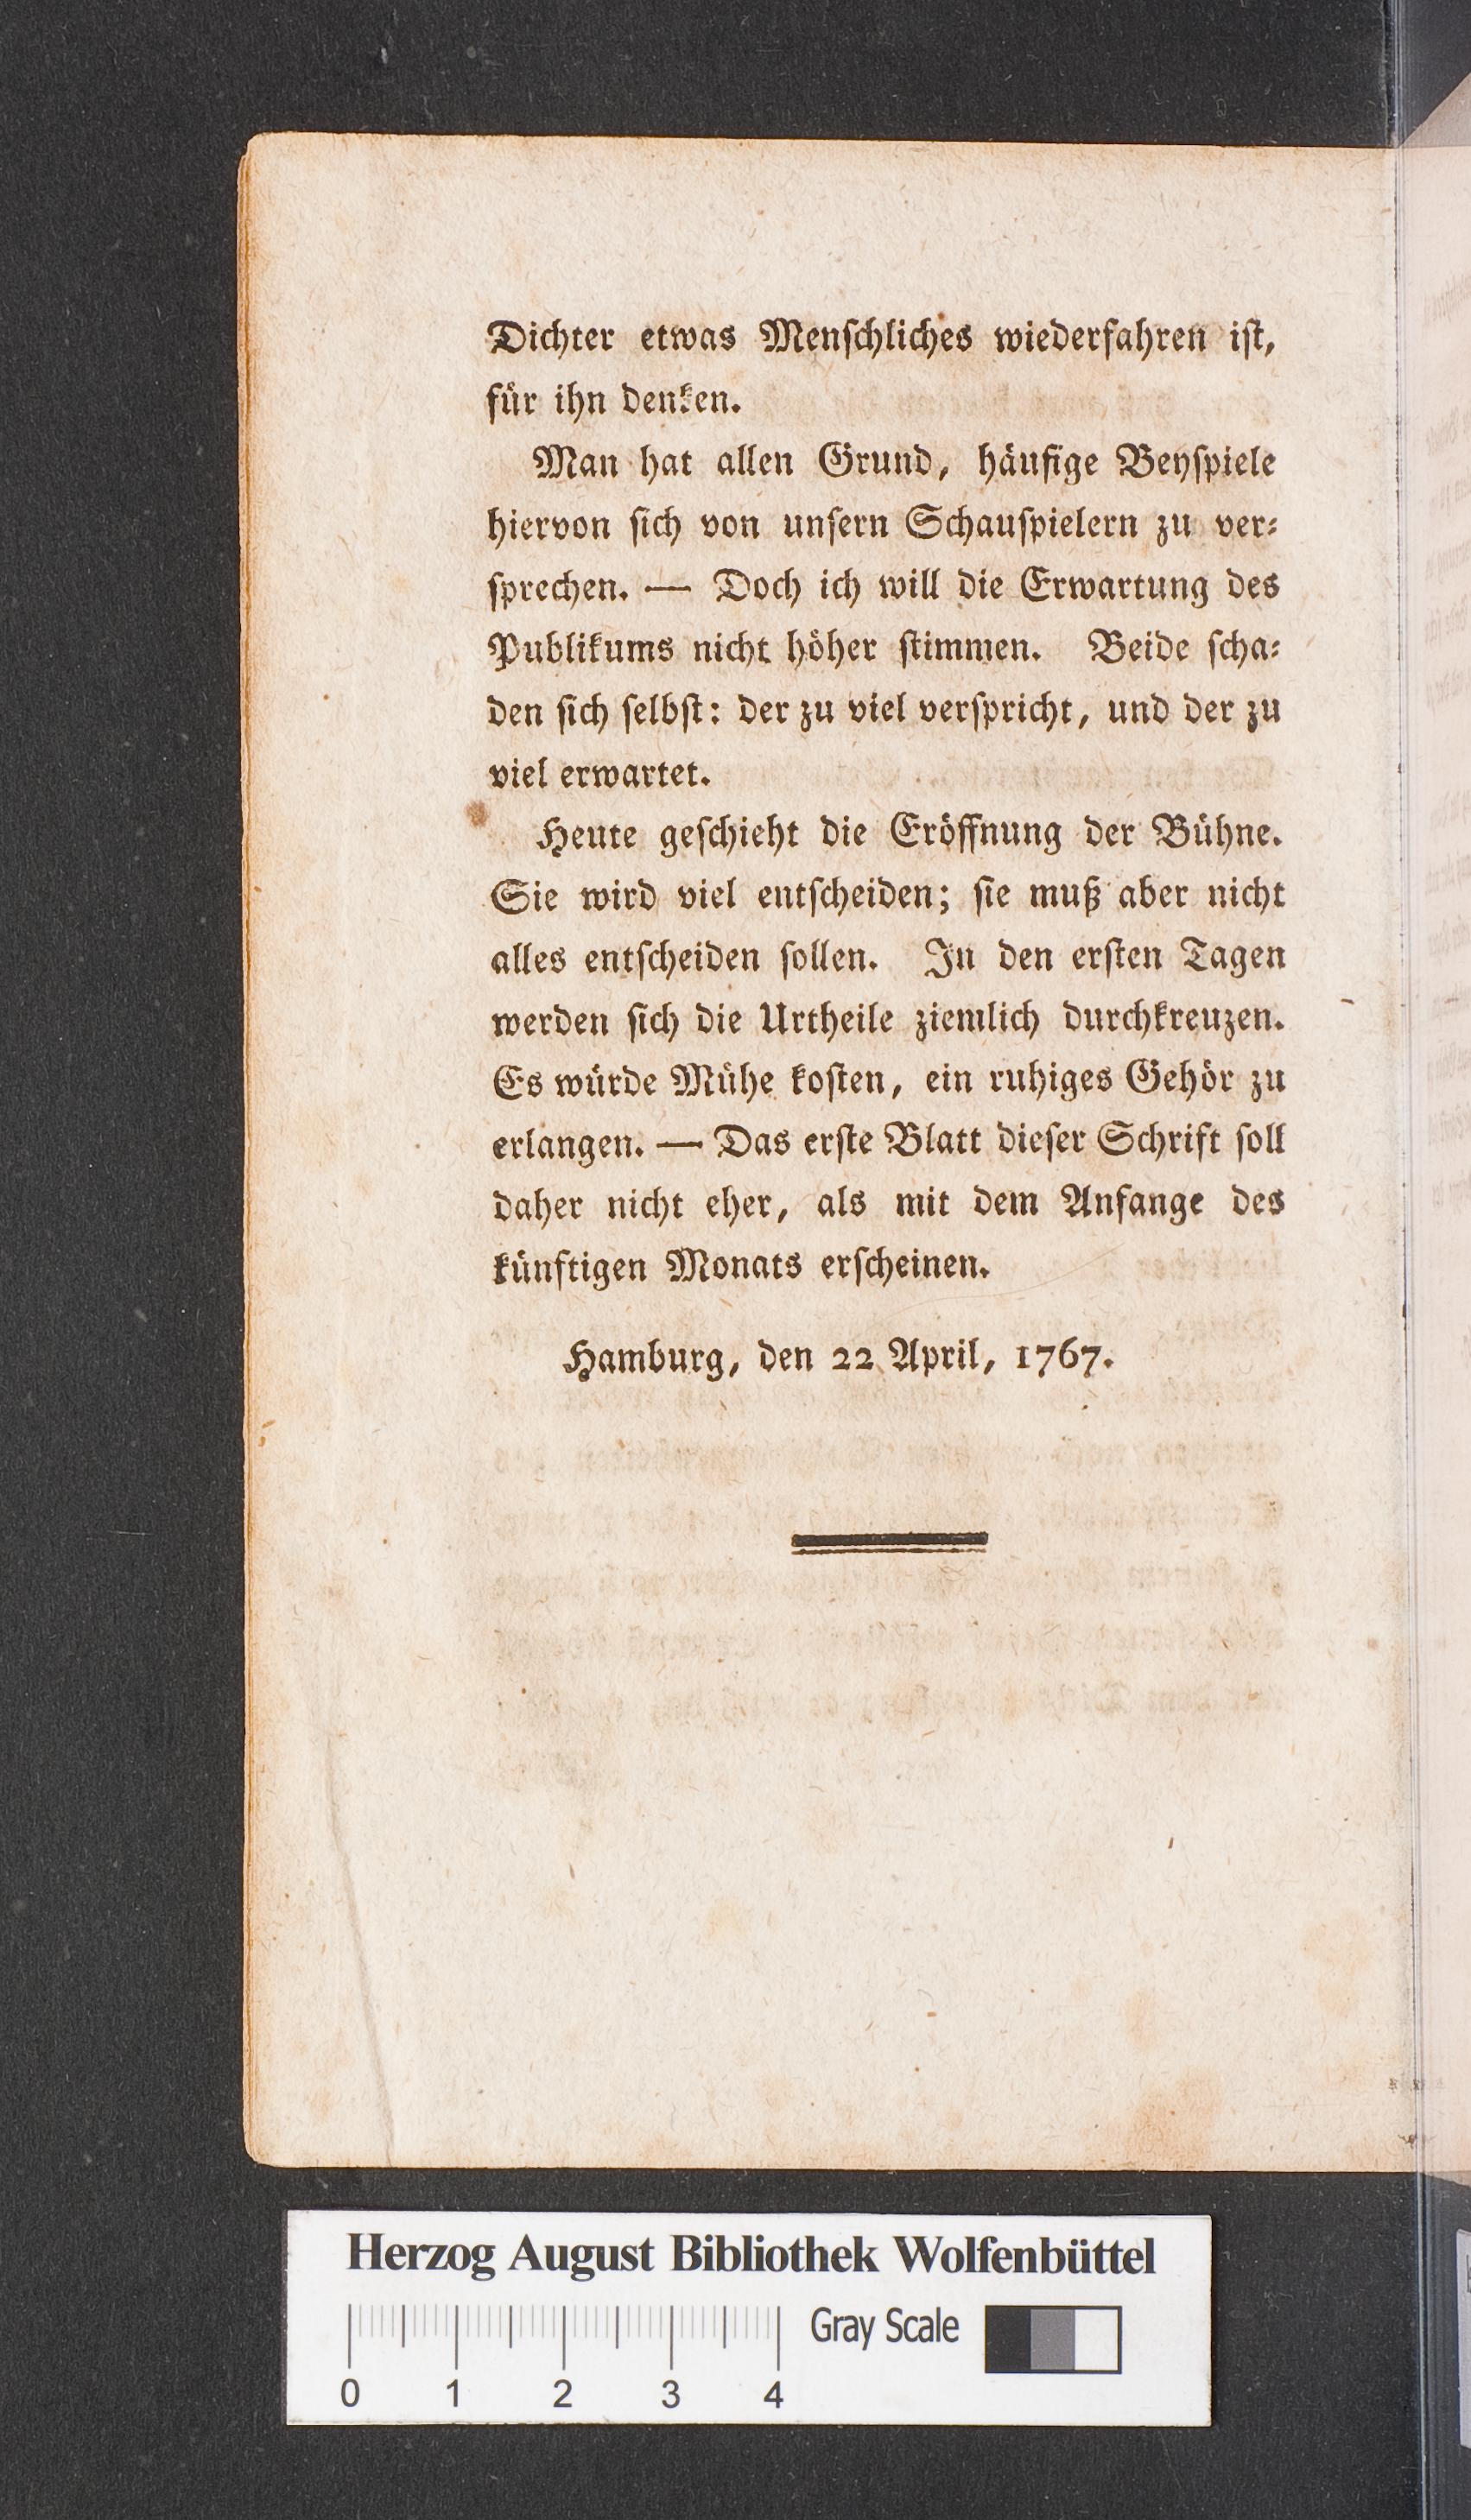 Dichter etwas Menſchliches wiederfahren iſt,
für ihn denken.
Man hat allen Grund, häufige Beyſpiele
hiervon ſich von unſern Schauſpielern zu ver⸗
ſprechen. — Doch ich will die Erwartung des
Publikums nicht höher ſtimmen. Beide ſcha⸗
den ſich ſelbſt: der zu viel verſpricht, und der zu
viel erwartet.
Heute geſchieht die Eröffnung der Bühne.
Sie wird viel entſcheiden; ſie muß aber nicht
alles entſcheiden ſollen. In den erſten Tagen
werden ſich die Urtheile ziemlich durchkreuzen.
Es würde Mühe koſten, ein ruhiges Gehör zu
erlangen. — Das erſte Blatt dieſer Schrift ſoll
daher nicht eher, als mit dem Anfange des
künftigen Monats erſcheinen.
Hamburg, den 22 April, 1767.
Herzog August Bibliothek Wolfenbüttel
Gray Scale
0 1 2 3 4